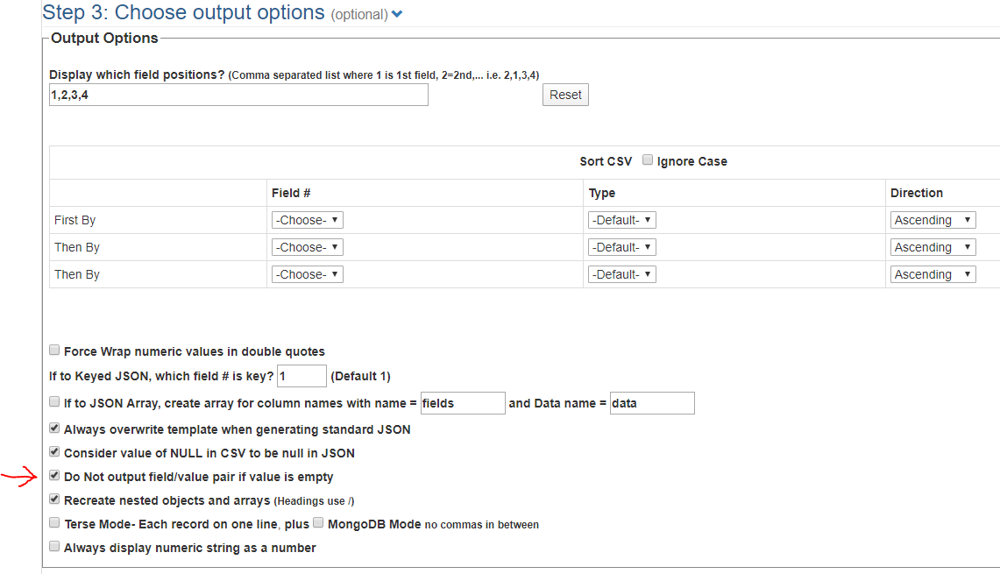 Step 3: Choose output options (optional)
Output Options
Display which field positions? (Comma separated list where 1 is 1st field, 2=2nd,... i.e. 2,1,3,4)
1,2,3,4 Reset
Sort CSV Ignore Case
Field # Type Direction
First By -Choose- -Default- Ascending
Then By -Choose- -Default- Ascending
Then By -Choose- -Default- Ascending
Force Wrap numeric values in double quotes
If to Keyed JSON, which field # is key? 1 (Default 1)
If to JSON Array, create array for column names with name = fields and Data name = data
Always overwrite template when generating standard JSON
Consider value of NULL in CSV to be null in JSON
Do Not output field/value pair if value is empty
Recreate nested objects and arrays (Headings use /)
Terse Mode- Each record on one line, plus MongoDB Mode no commas in between
Always display numeric string as a number